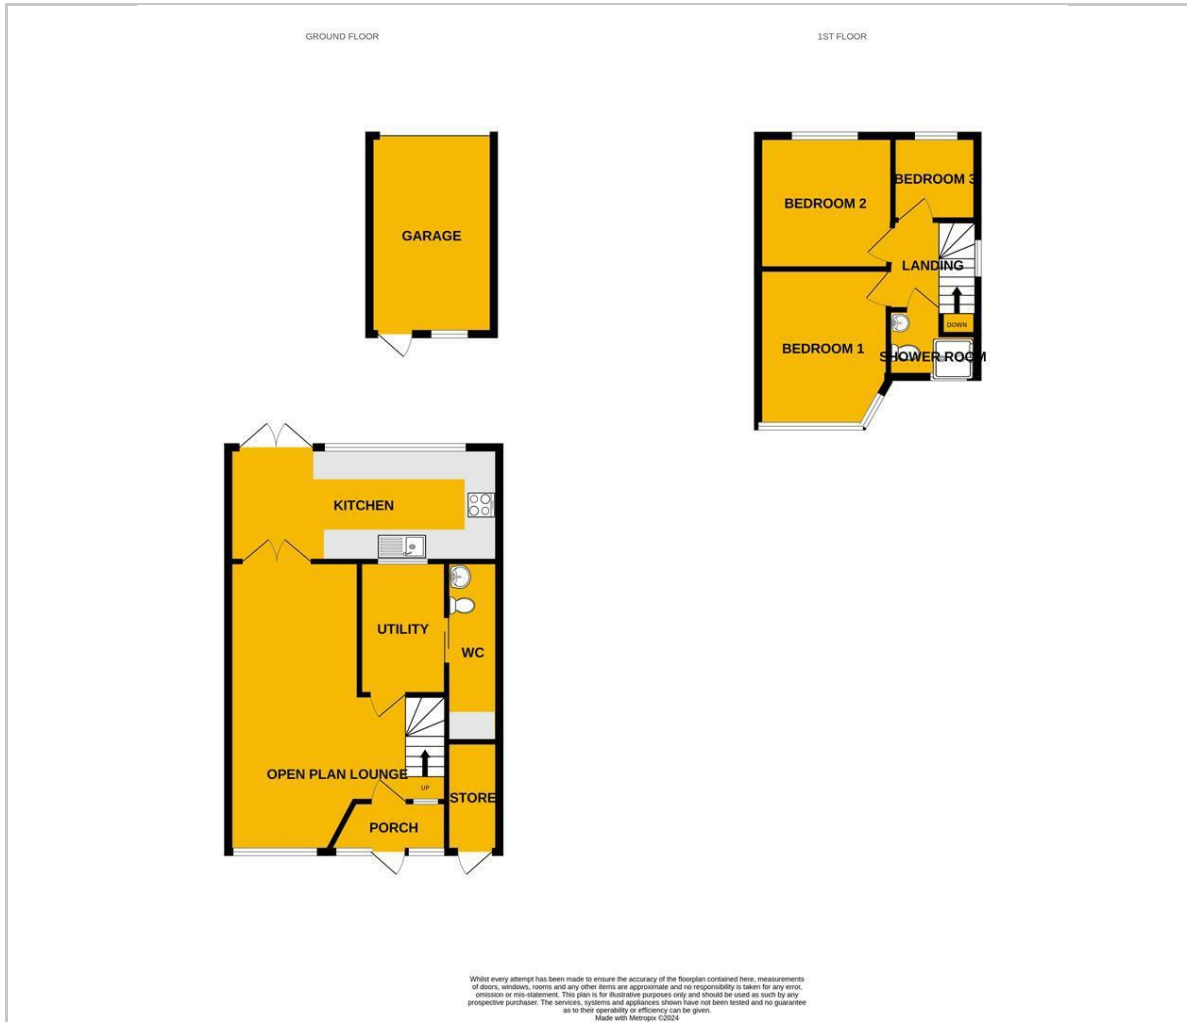 GROUND FLOOR
1ST FLOOR
GARAGE
BEDROOM 2
BEDROOM 3
LANDING
DOWN
BEDROOM 1
SHOWER ROOM
KITCHEN
UTILITY
WC
OPEN PLAN LOUNGE
UP
STORE
PORCH
Whilst every attempt has been made to ensure the accuracy of the floorplan contained here, measurements
of doors, windows, rooms and any other items are approximate and no responsibility is taken for any error,
omission or mis-statement. This plan is for illustrative purposes only and should be used as such by any
prospective purchaser. The services, systems and appliances shown have not been tested and no guarantee
as to their operability or efficiency can be given.
Made with Metropix ©2024